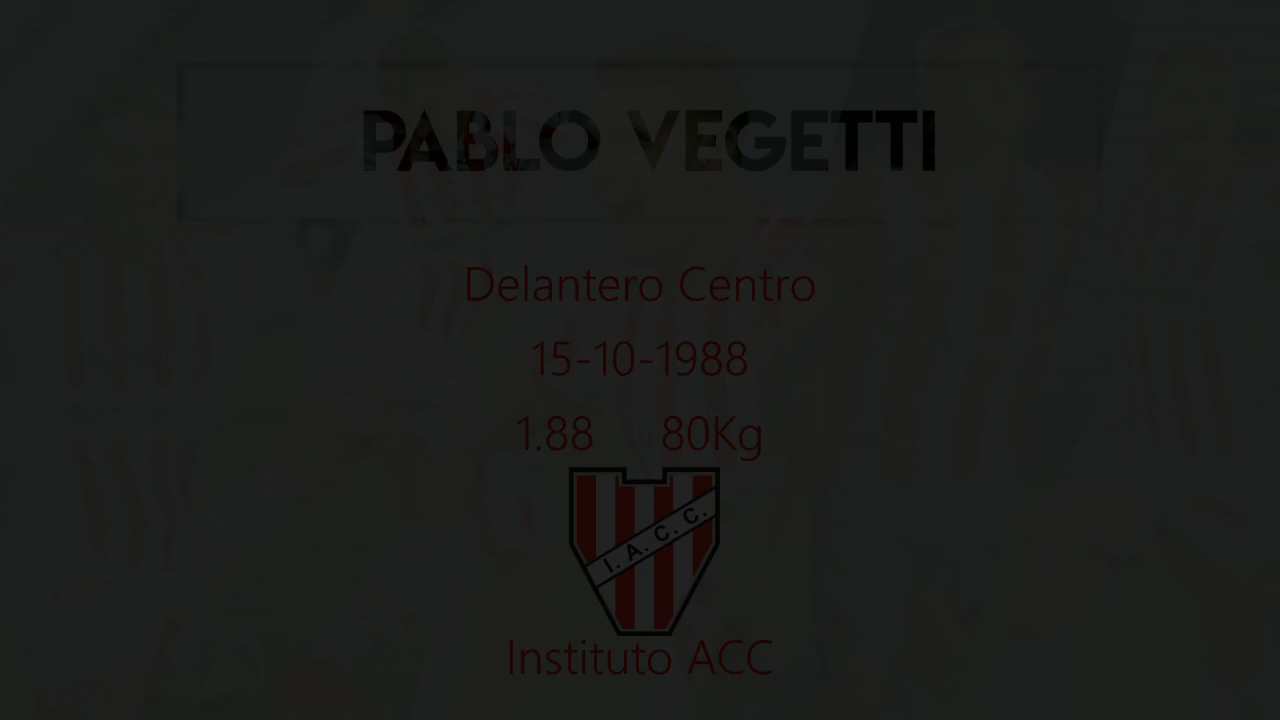 PABLO VEGETTI
Delantero Centro
15-10-1988
1.88 80Kg
I. A. C. C.
Instituto ACC